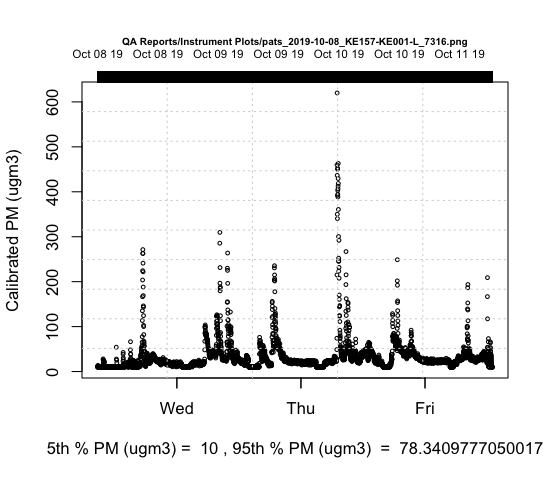 QA Reports/Instrument Plots/pats_2019-10-08_KE157-KE001-L_7316.png
Oct 08 19 Oct 08 19 Oct 09 19 Oct 09 19 Oct 10 19 Oct 10 19 Oct 11 19
600
500
400
300
200
100
0
Calibrated PM (ugm3)
Wed Thu Fri
5th % PM (ugm3) = 10 , 95th % PM (ugm3) = 78.3409777050017